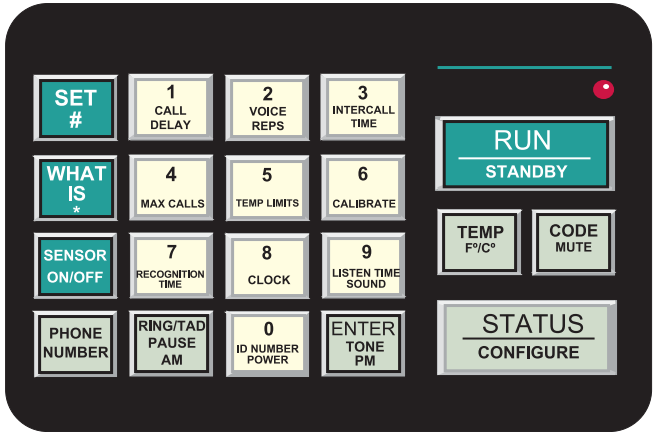 SET
#
1
CALL
DELAY
2
VOICE
REPS
3
INTERCALL
TIME
RUN
STANDBY
WHAT
IS
*
4
MAX CALLS
5
TEMP LIMITS
6
CALIBRATE
TEMP
Fº/Cº
CODE
MUTE
SENSOR
ON/OFF
7
RECOGNITION
TIME
8
CLOCK
9
LISTEN TIME
SOUND
PHONE
NUMBER
RING/TAD
PAUSE
AM
0
ID NUMBER
POWER
ENTER
TONE
PM
STATUS
CONFIGURE